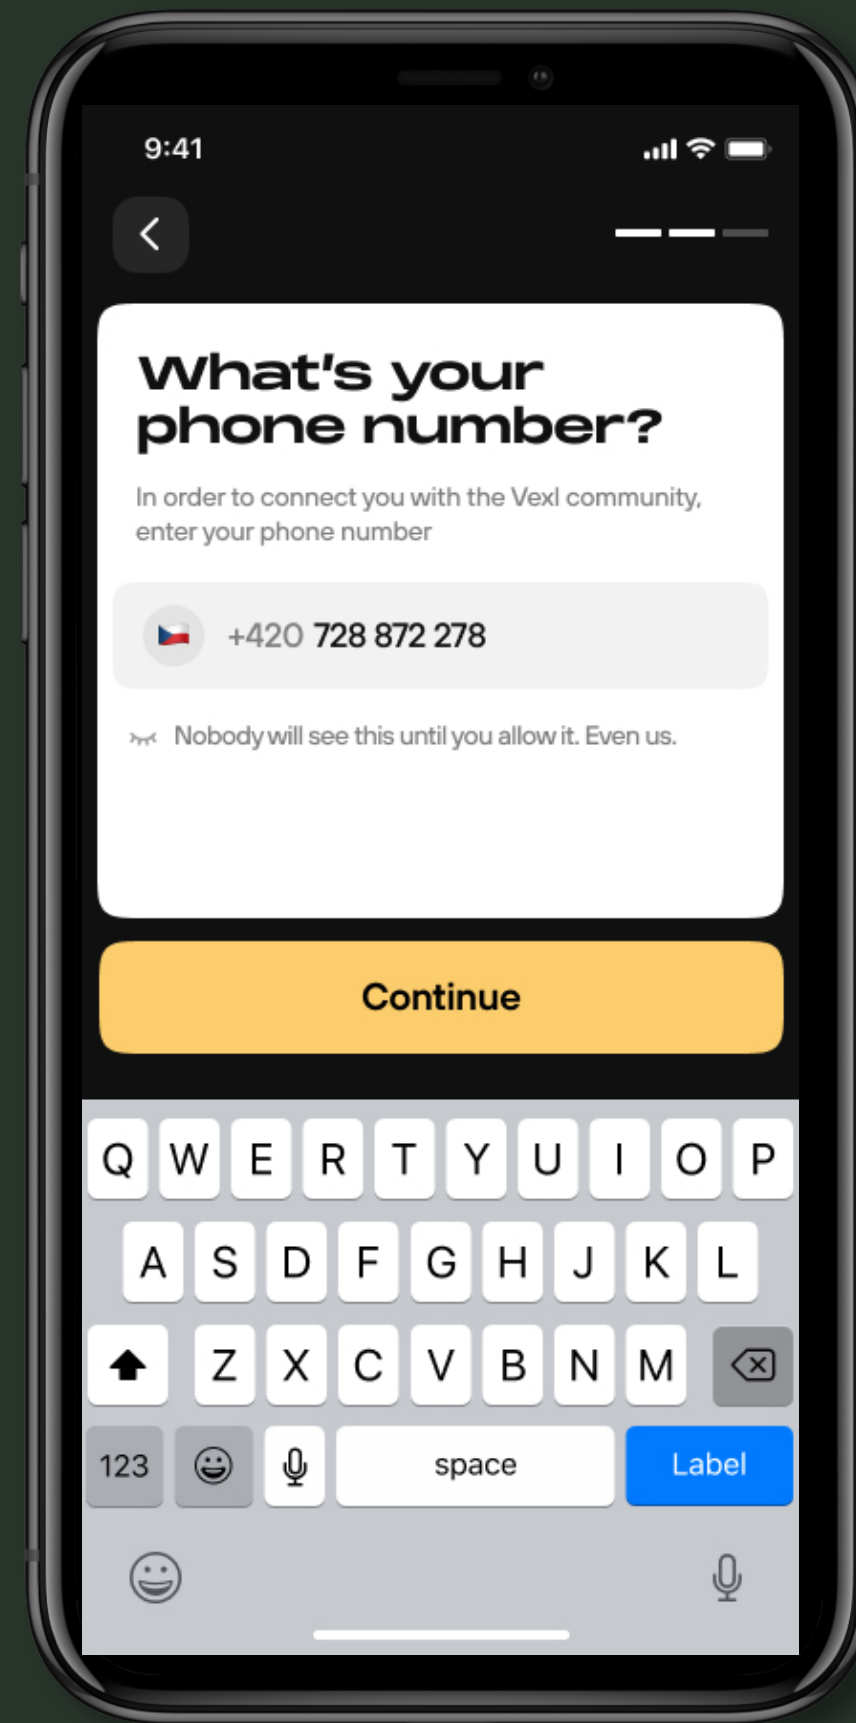 9:41
What's your
phone number?
In order to connect you with the Vexl community,
enter your phone number
+420 728 872 278
Nobody will see this until you allow it. Even us.
Continue
Q W E R T Y U I O P
A S D F G H J K L
Z X C V B N M
123 space Label